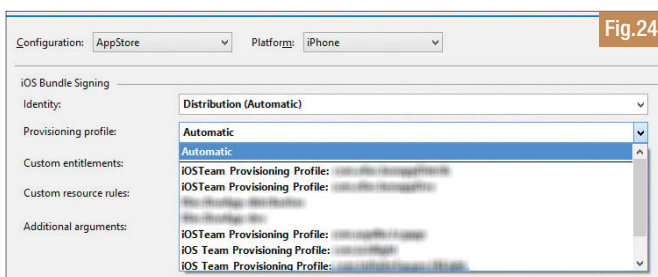 Fig.24
Configuration: AppStore Platform: iPhone
iOS Bundle Signing
Identity: Distribution (Automatic)
Provisioning profile: Automatic
Automatic
Custom entitlements:
iOSTeam Provisioning Profile:
Custom resource rules:
iOSTeam Provisioning Profile:
Additional arguments:
iOSTeam Provisioning Profile:
iOS Team Provisioning Profile:
iOS Team Provisioning Profile: